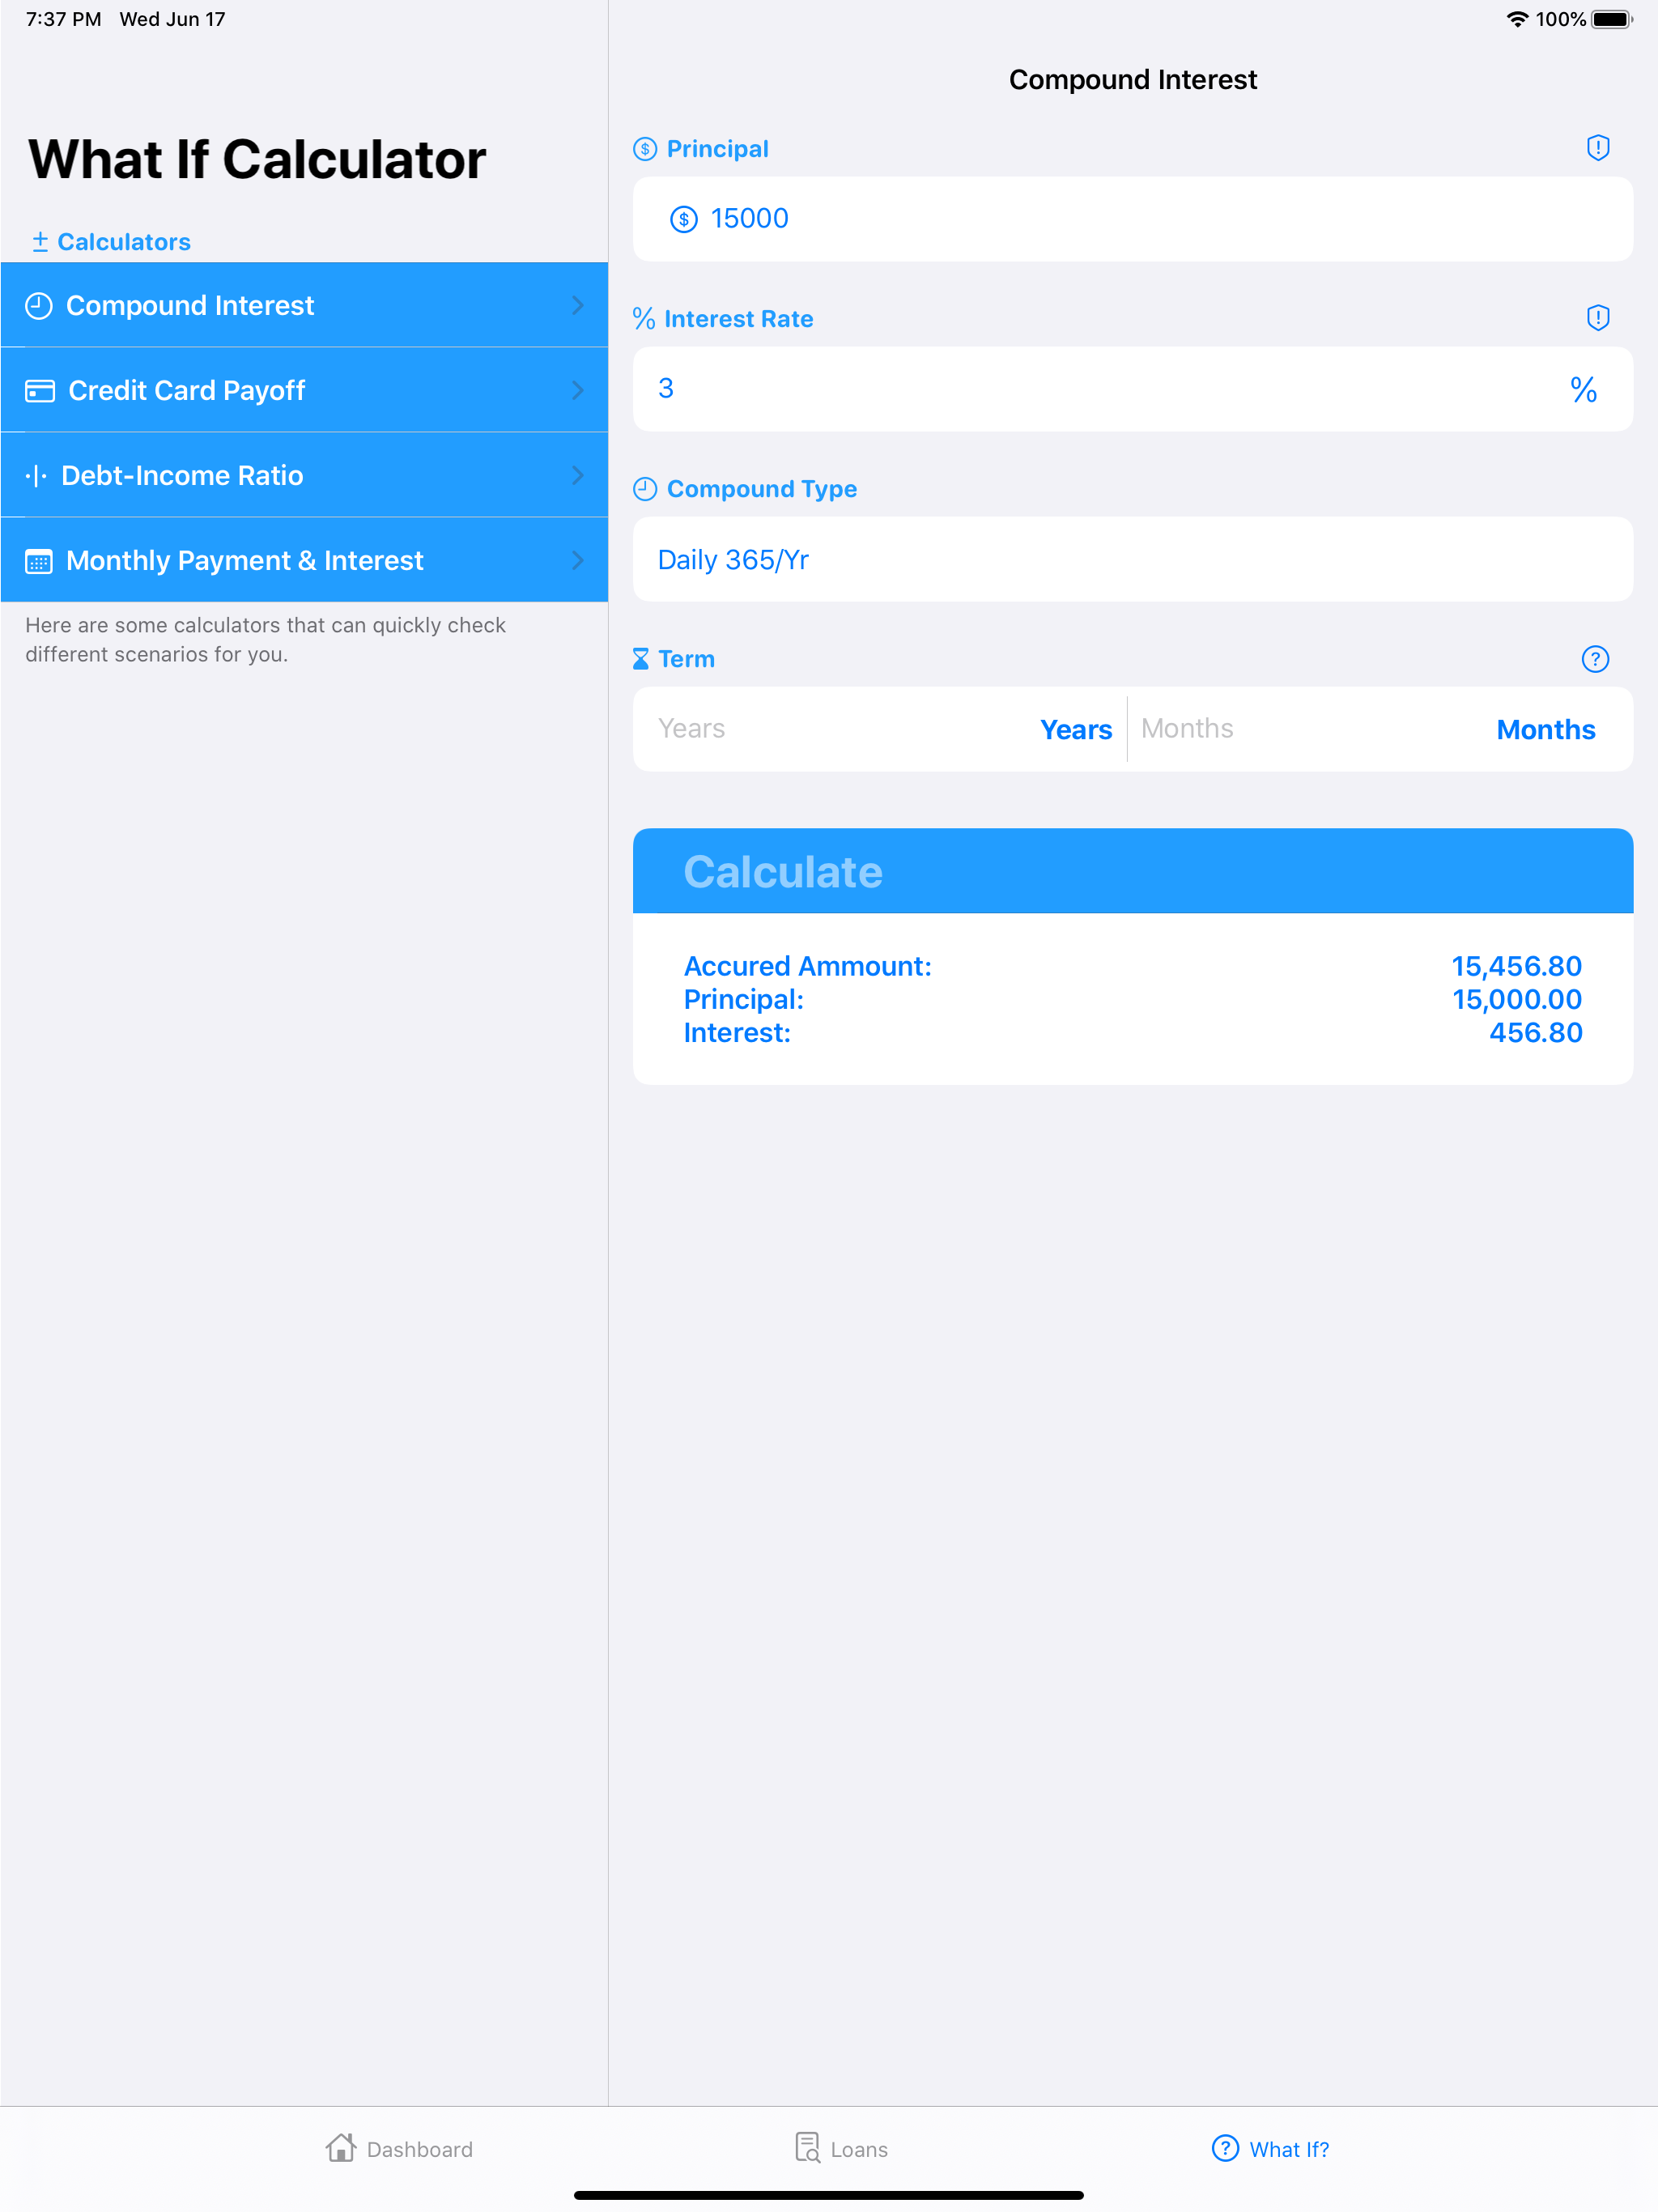 7:37 PM Wed Jun 17
100%
What If Calculator
Calculators
Compound Interest
Credit Card Payoff
Debt-Income Ratio
Monthly Payment & Interest
Here are some calculators that can quickly check
different scenarios for you.
Compound Interest
Principal
$ 15000
% Interest Rate
3 %
Compound Type
Daily 365/Yr
Term
Years Years Months Months
Calculate
Accured Ammount: 15,456.80
Principal: 15,000.00
Interest: 456.80
Dashboard Loans What If?